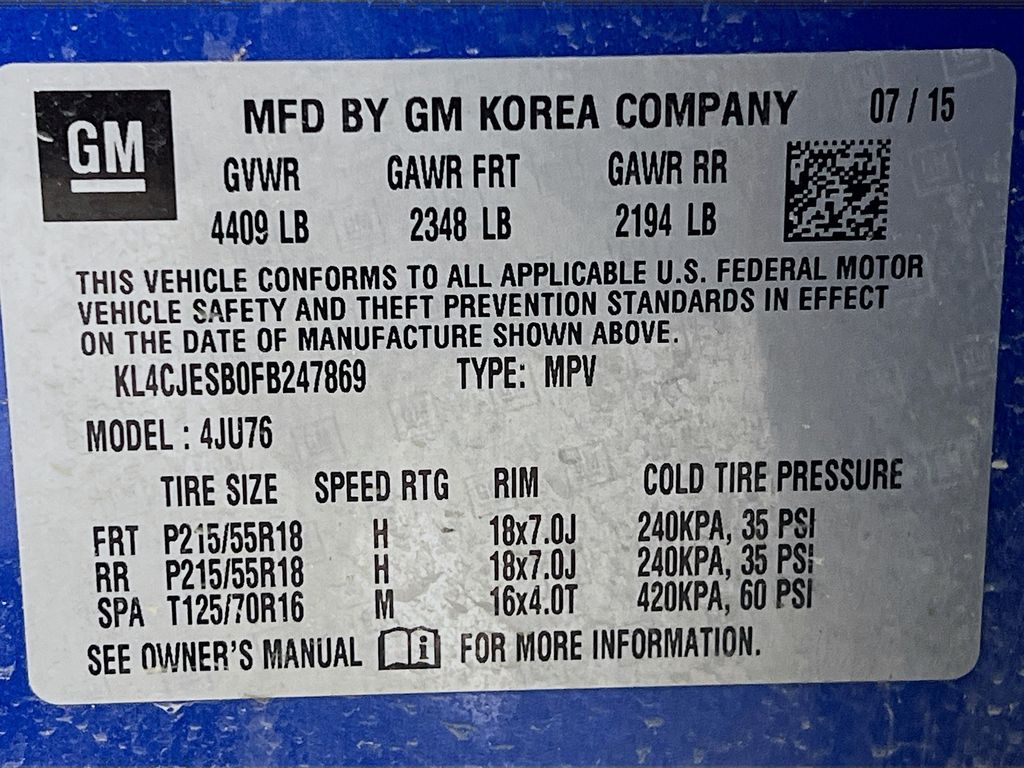 GM
MFD BY GM KOREA COMPANY 07 / 15
GVWR GAWR FRT GAWR RR
4409 LB 2348 LB 2194 LB
THIS VEHICLE CONFORMS TO ALL APPLICABLE U.S. FEDERAL MOTOR
VEHICLE SAFETY AND THEFT PREVENTION STANDARDS IN EFFECT
ON THE DATE OF MANUFACTURE SHOWN ABOVE.
KL4CJESB0FB247869 TYPE: MPV
MODEL : 4JU76
TIRE SIZE SPEED RTG RIM COLD TIRE PRESSURE
FRT P215/55R18 H 18x7.0J 240KPA, 35 PSI
RR P215/55R18 H 18x7.0J 240KPA, 35 PSI
SPA T125/70R16 M 16x4.0T 420KPA, 60 PSI
SEE OWNER'S MANUAL i FOR MORE INFORMATION.